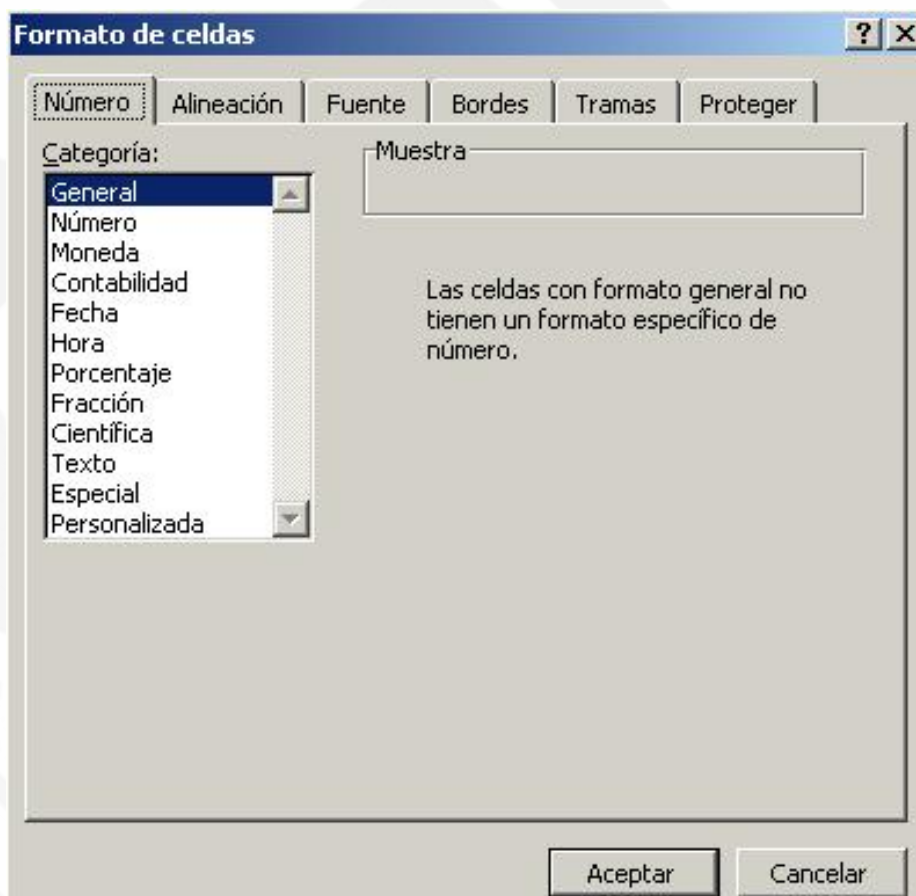 Formato de celdas
Número Alineación Fuente Bordes Tramas Proteger
Categoría:
General
Número
Moneda
Contabilidad
Fecha
Hora
Porcentaje
Fracción
Científica
Texto
Especial
Personalizada
Muestra
Las celdas con formato general no
tienen un formato específico de
número.
Aceptar Cancelar